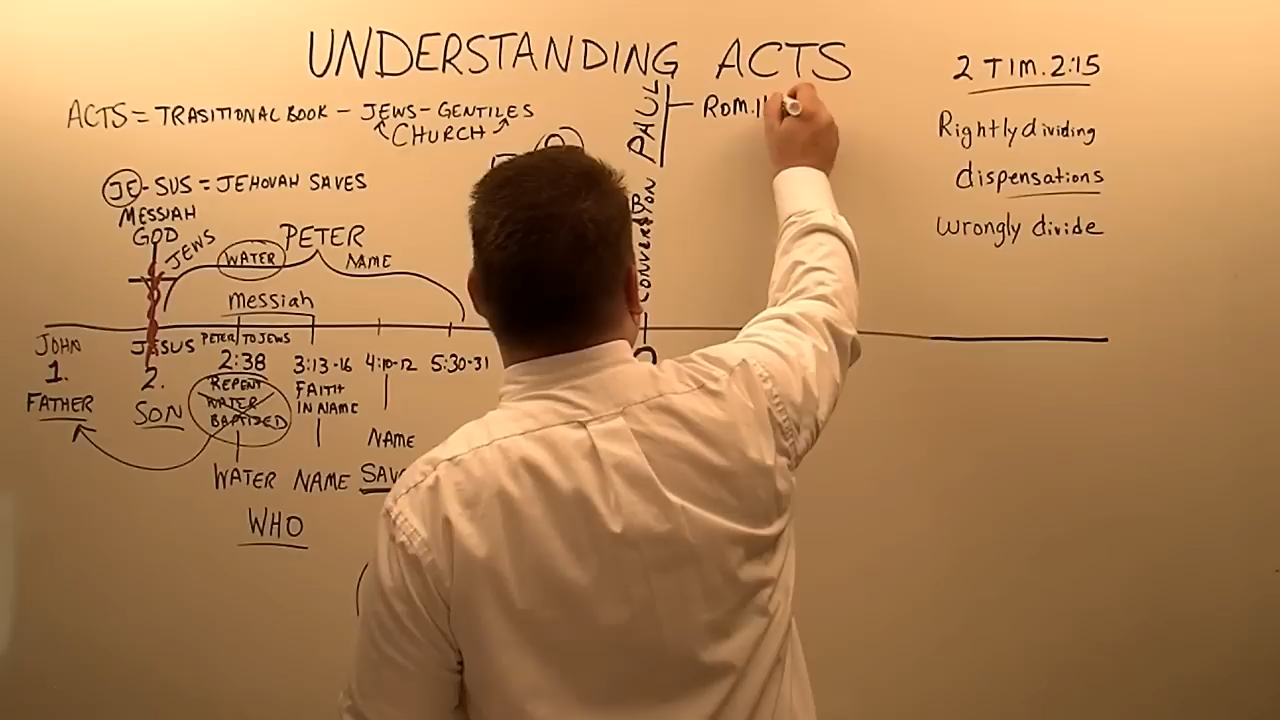 UNDERSTANDING ACTS
ACTS = TRASITIONAL BOOK - JEWS - GENTILES
CHURCH
JE-SUS = JEHOVAH SAVES
MESSIAH
GOD
JEWS
PETER
WATER
NAME
messiah
JOHN
1.
FATHER
JESUS
2.
SON
PETER TO JEWS
2:38
REPENT
WATER
BAPTIZED
3:13-16
FAITH
IN NAME
4:10-12
NAME
5:30-31
WATER NAME
WHO
PAUL
CONVERSION
Rom.11
2 TIM. 2:15
Rightly dividing
dispensations
wrongly divide